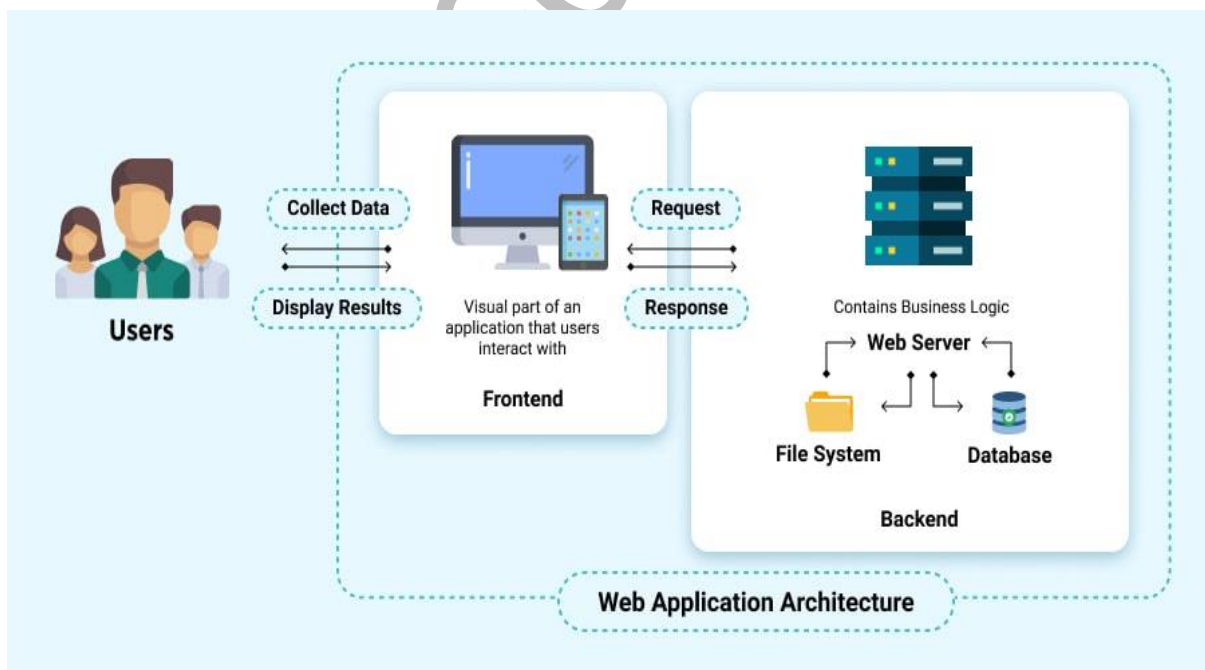 Collect Data
Request
Display Results
Response
Users
Visual part of an
application that users
interact with
Frontend
Contains Business Logic
Web Server
File System
Database
Backend
Web Application Architecture